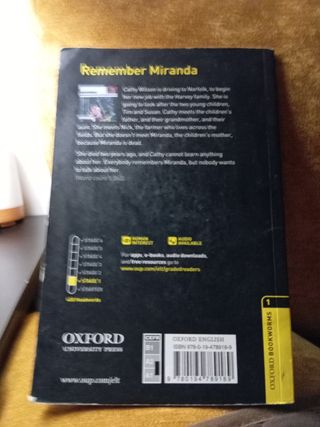 Remember Miranda
Cathy Wilson is driving to Norfolk, to begin
her new job with the Harvey family. She is
going to look after the two young children,
Tim and Susan. Cathy meets the children's
father, and their grandmother, and their
aunt. She meets Nick, the farmer who lives across the
fields. But she doesn't meet Miranda, the children's mother,
because Miranda is dead.
She died two years ago, and Cathy cannot learn anything
about her. Everybody remembers Miranda, but nobody wants
to talk about her.
STAGE 6
STAGE 5
STAGE 4
STAGE 3
STAGE 2
STAGE 1
STARTER
HUMAN
INTEREST
AUDIO
AVAILABLE
For apps, e-books, audio downloads,
and free resources go to
www.oup.com/elt/gradedreaders
1
OXFORD BOOKWORMS
OXFORD
UNIVERSITY PRESS
www.oup.com/elt
CEFR
OXFORD ENGLISH
ISBN 978-0-19-478916-9
9 780194 789169